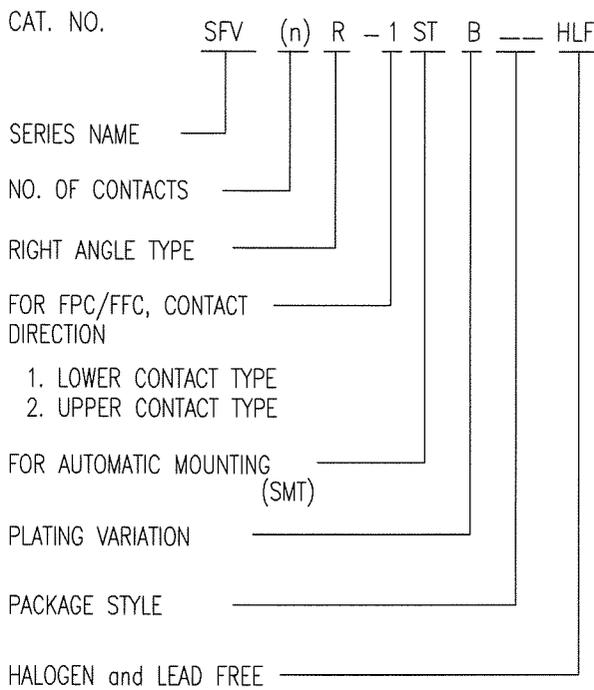 CAT. NO.
SFV (n) R - 1 ST B __ HLF
SERIES NAME
NO. OF CONTACTS
RIGHT ANGLE TYPE
FOR FPC/FFC, CONTACT
DIRECTION
1. LOWER CONTACT TYPE
2. UPPER CONTACT TYPE
FOR AUTOMATIC MOUNTING
(SMT)
PLATING VARIATION
PACKAGE STYLE
HALOGEN and LEAD FREE